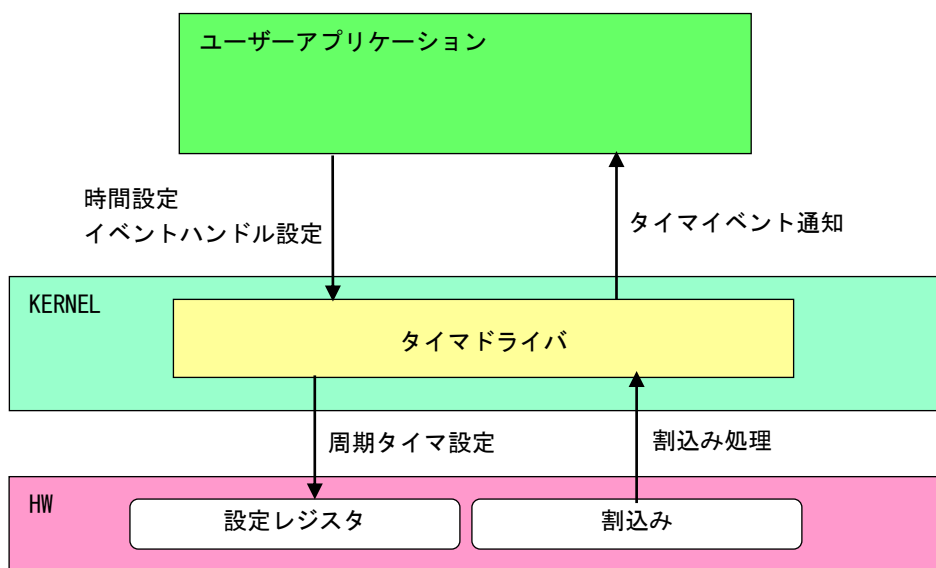 ユーザーアプリケーション
時間設定
イベントハンドル設定
タイマイベント通知
KERNEL
タイマドライバ
周期タイマ設定
割込み処理
HW
設定レジスタ
割込み